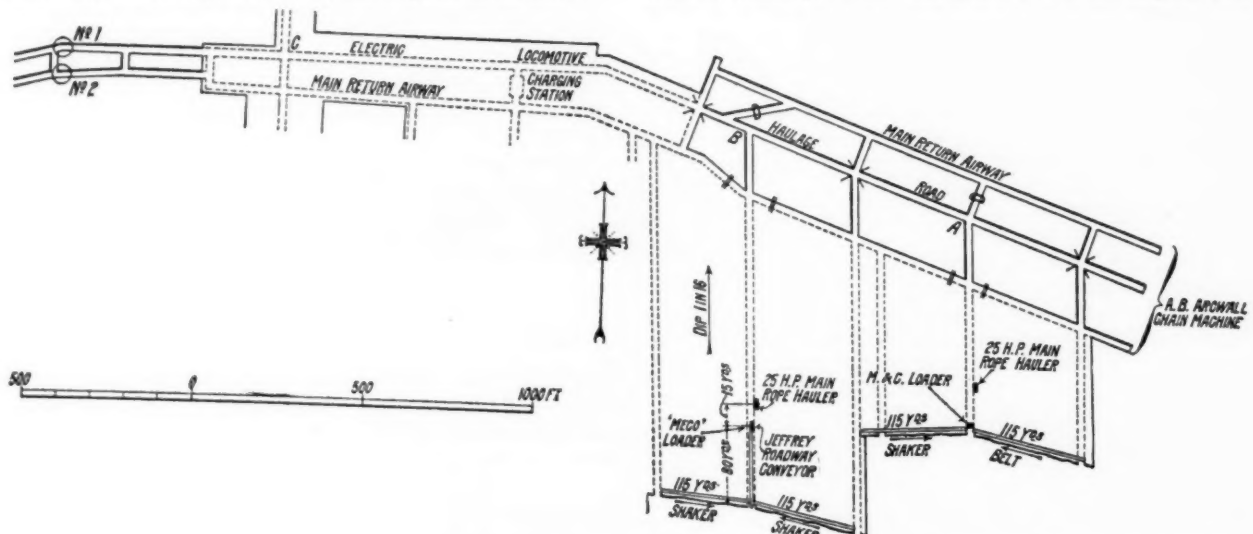 Nº 1
Nº 2
C
ELECTRIC
LOCOMOTIVE
CHARGING
STATION
MAIN RETURN AIRWAY
B
HAULAGE
ROAD
MAIN RETURN AIRWAY
A
A.B. ARCWALL
CHAIN MACHINE
DIP 1 IN 16
500
0
500
1000 FT
25 H.P. MAIN
ROPE HAULER
M. & C. LOADER
25 H.P. MAIN
ROPE HAULER
15 Yds
"MECO"
LOADER
80 Yds
JEFFREY
ROADWAY
CONVEYOR
115 Yds
SHAKER
115 Yds
BELT
115 Yds
SHAKER
115 Yds
SHAKER